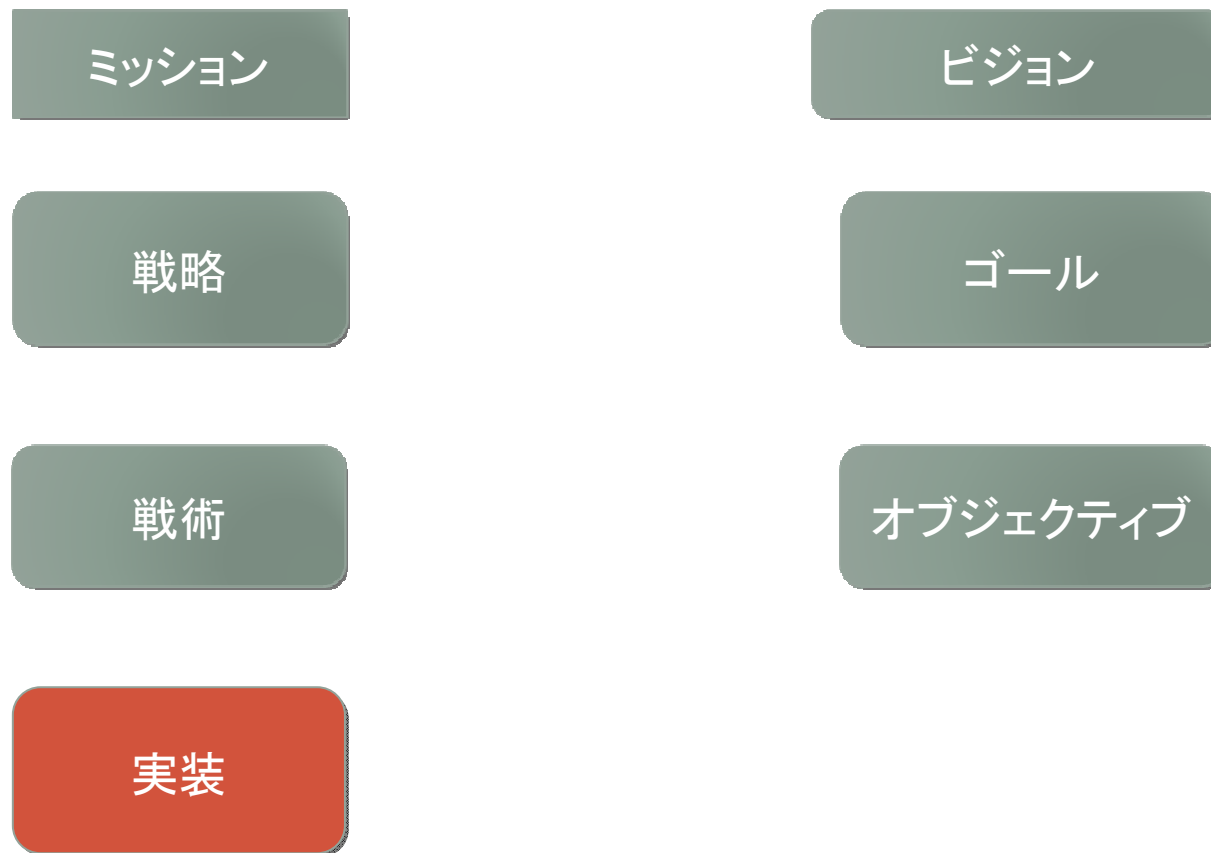 ミッション
ビジョン
戦略
ゴール
戦術
オブジェクティブ
実装